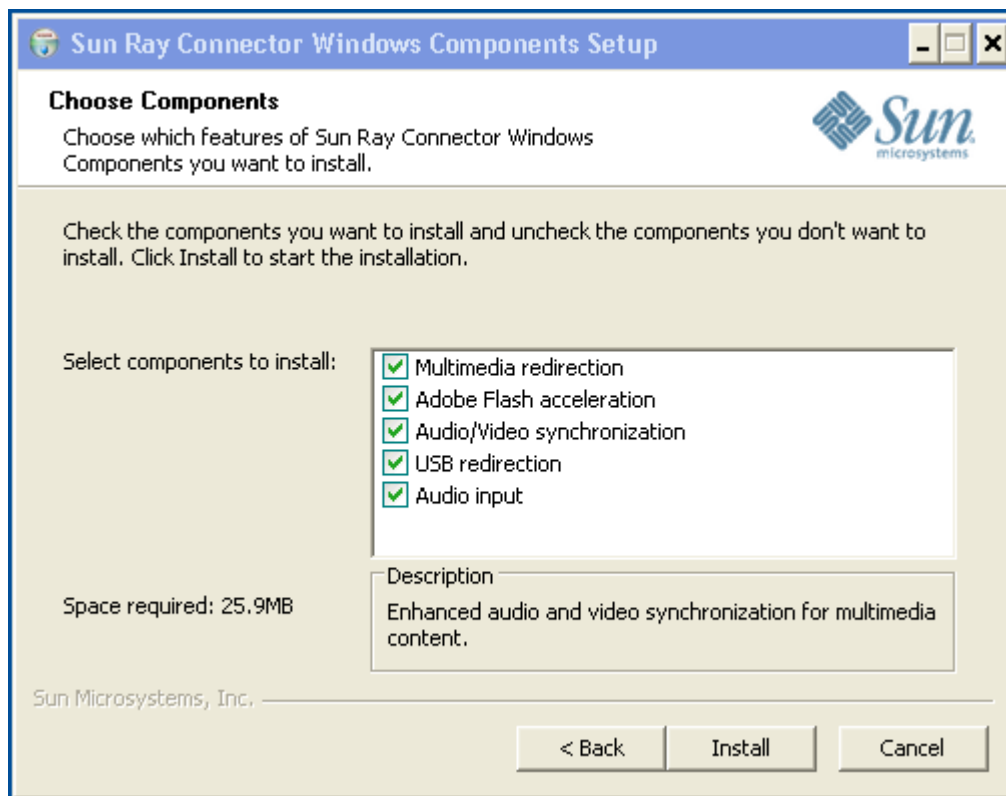 Sun Ray Connector Windows Components Setup
Choose Components
Choose which features of Sun Ray Connector Windows
Components you want to install.
Sun
microsystems
Check the components you want to install and uncheck the components you don't want to
install. Click Install to start the installation.
Select components to install:
Multimedia redirection
Adobe Flash acceleration
Audio/Video synchronization
USB redirection
Audio input
Space required: 25.9MB
Description
Enhanced audio and video synchronization for multimedia
content.
Sun Microsystems, Inc.
< Back
Install
Cancel